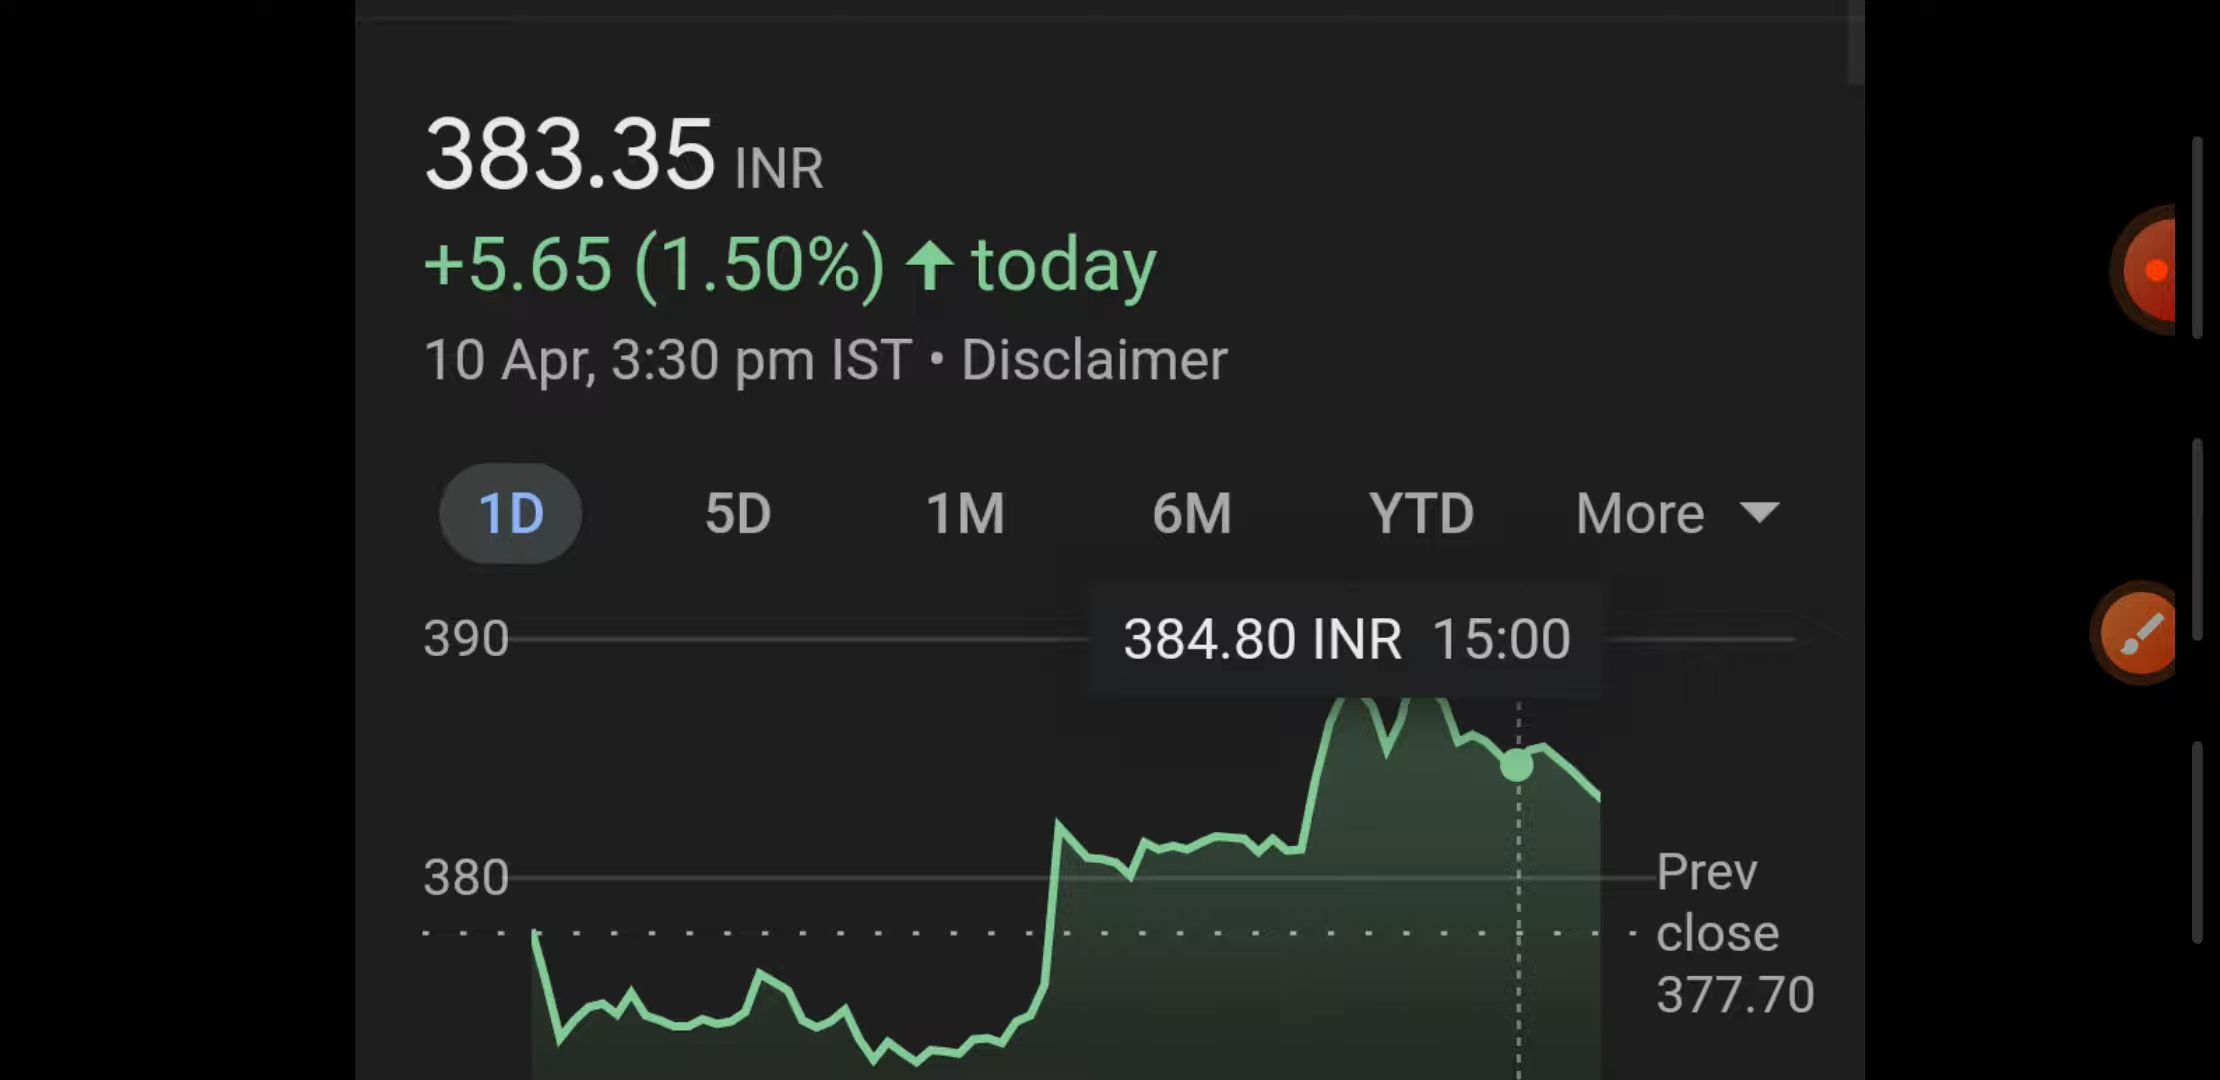 383.35 INR
+5.65 (1.50%) ↑ today
10 Apr, 3:30 pm IST • Disclaimer
1D 5D 1M 6M YTD More
390
384.80 INR 15:00
380
Prev
close
377.70